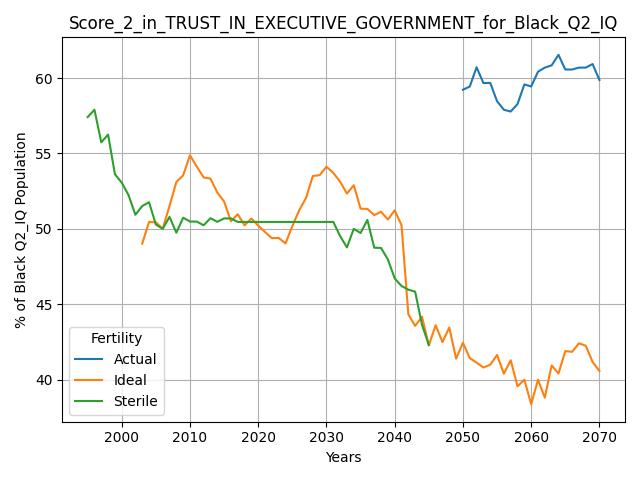 Score_2_in_TRUST_IN_EXECUTIVE_GOVERNMENT_for_Black_Q2_IQ
% of Black Q2_IQ Population
60
55
50
45
40
Fertility
Actual
Ideal
Sterile
2000 2010 2020 2030 2040 2050 2060 2070
Years